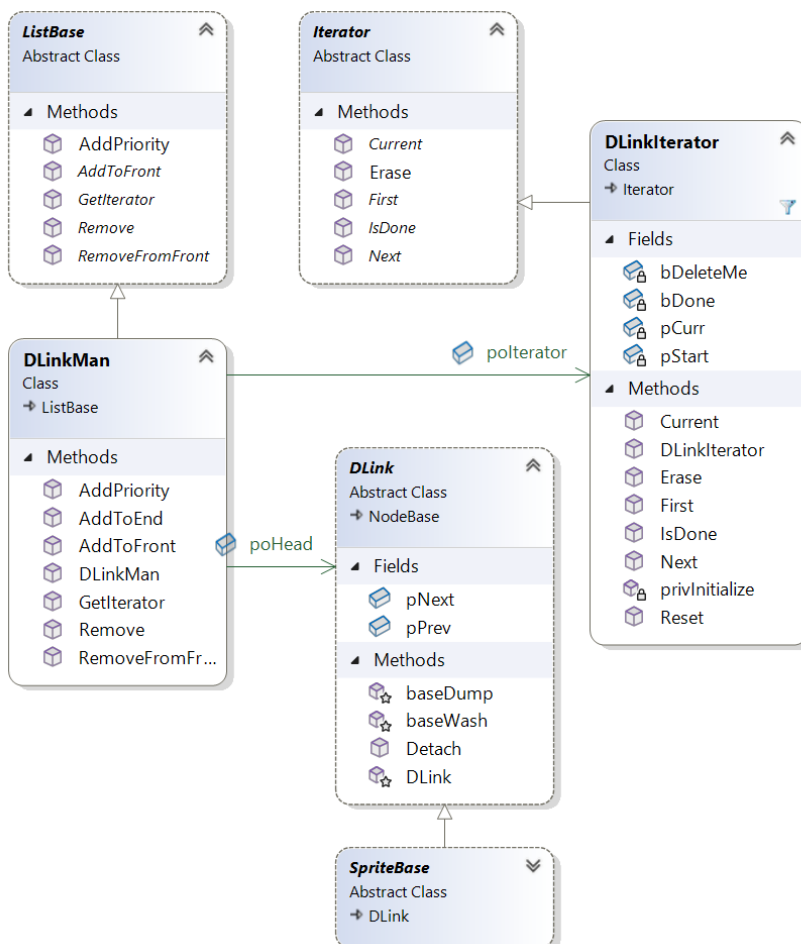 ListBase
Abstract Class
Methods
AddPriority
AddToFront
GetIterator
Remove
RemoveFromFront
Iterator
Abstract Class
Methods
Current
Erase
First
IsDone
Next
DLinkIterator
Class
Iterator
Fields
bDeleteMe
bDone
pCurr
pStart
Methods
Current
DLinkIterator
Erase
First
IsDone
Next
privInitialize
Reset
poIterator
DLinkMan
Class
ListBase
Methods
AddPriority
AddToEnd
AddToFront
DLinkMan
GetIterator
Remove
RemoveFromFr...
poHead
DLink
Abstract Class
NodeBase
Fields
pNext
pPrev
Methods
baseDump
baseWash
Detach
DLink
SpriteBase
Abstract Class
DLink